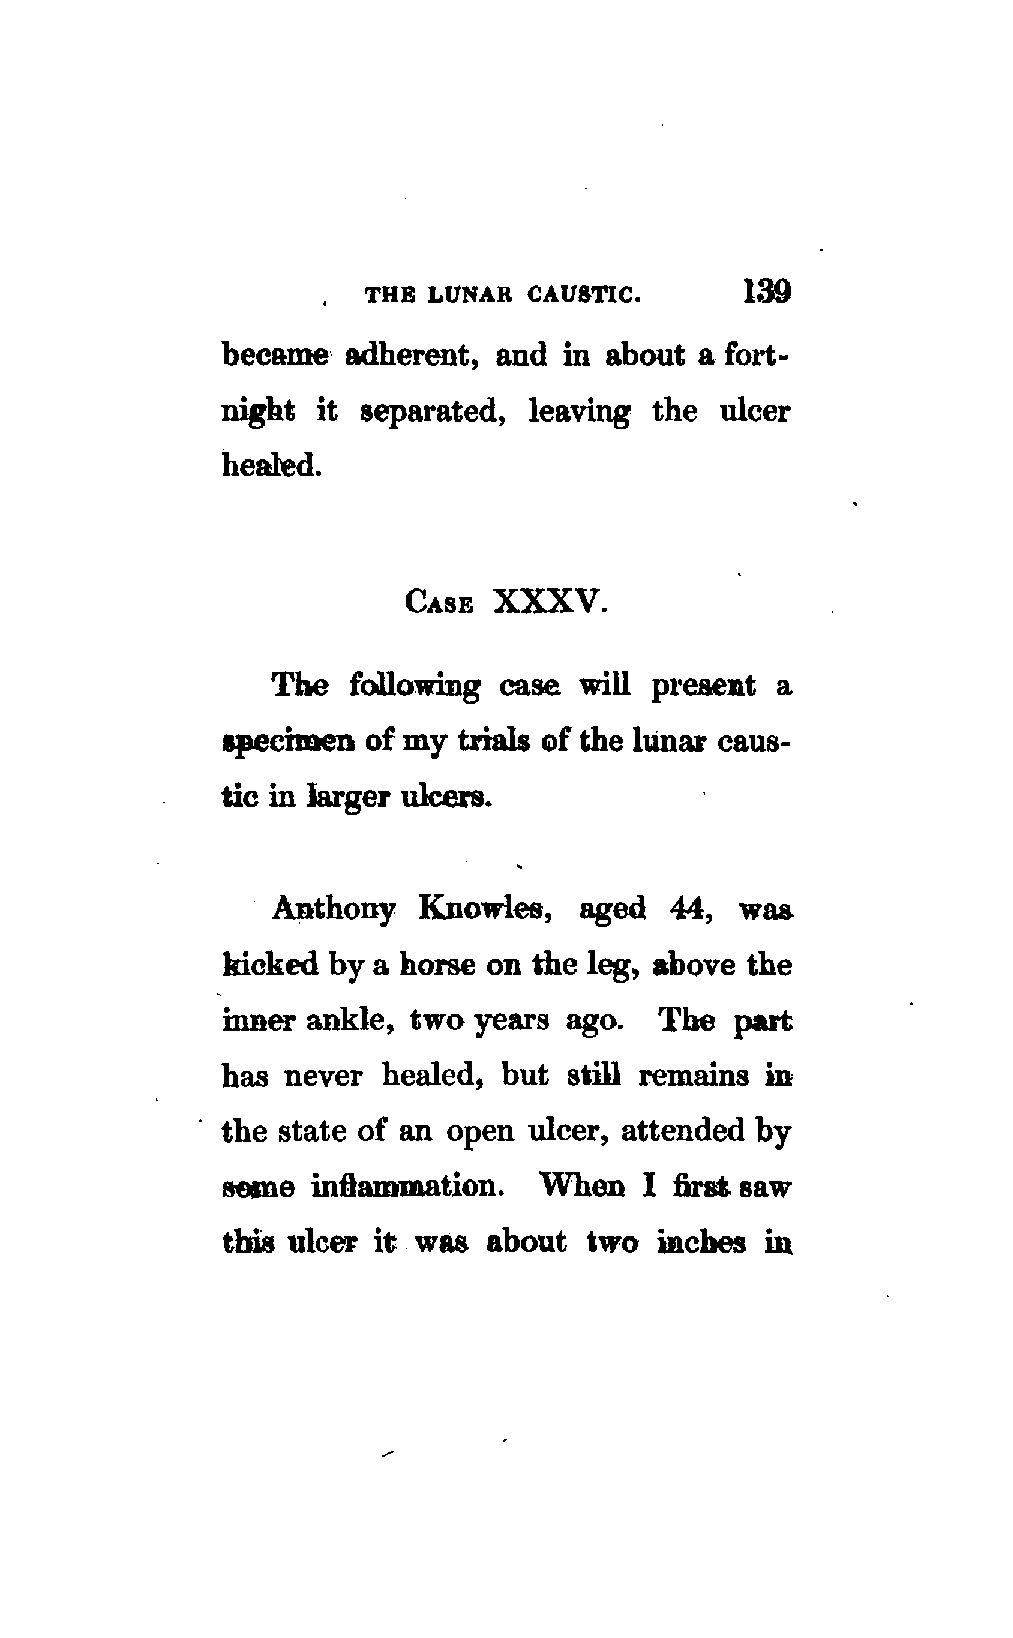 THE LUNAR CAUSTIC. 139
became adherent, and in about a fort-
night it separated, leaving the ulcer
healed.
CASE XXXV.
The following case will present a
specimen of my trials of the lunar caus-
tic in larger ulcers.
Anthony Knowles, aged 44, was
kicked by a horse on the leg, above the
inner ankle, two years ago. The part
has never healed, but still remains in
the state of an open ulcer, attended by
some inflammation. When I first saw
this ulcer it was about two inches in